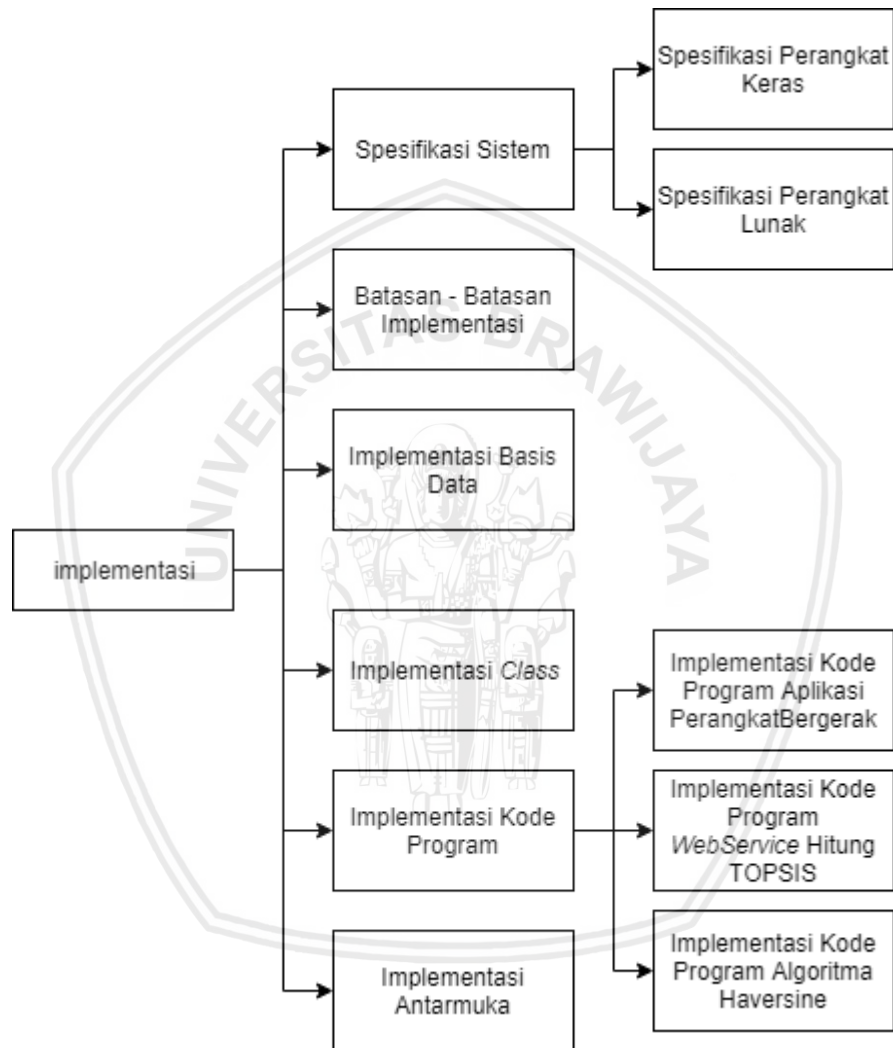 Spesifikasi Perangkat
Keras
Spesifikasi Sistem
Spesifikasi Perangkat
Lunak
Batasan - Batasan
Implementasi
UNIVERSITAS BRAWIJAYA
Implementasi Basis
Data
implementasi
Implementasi Class
Implementasi Kode
Program Aplikasi
PerangkatBergerak
Implementasi Kode
Program
Implementasi Kode
Program
WebService Hitung
TOPSIS
Implementasi Kode
Program Algoritma
Haversine
Implementasi
Antarmuka